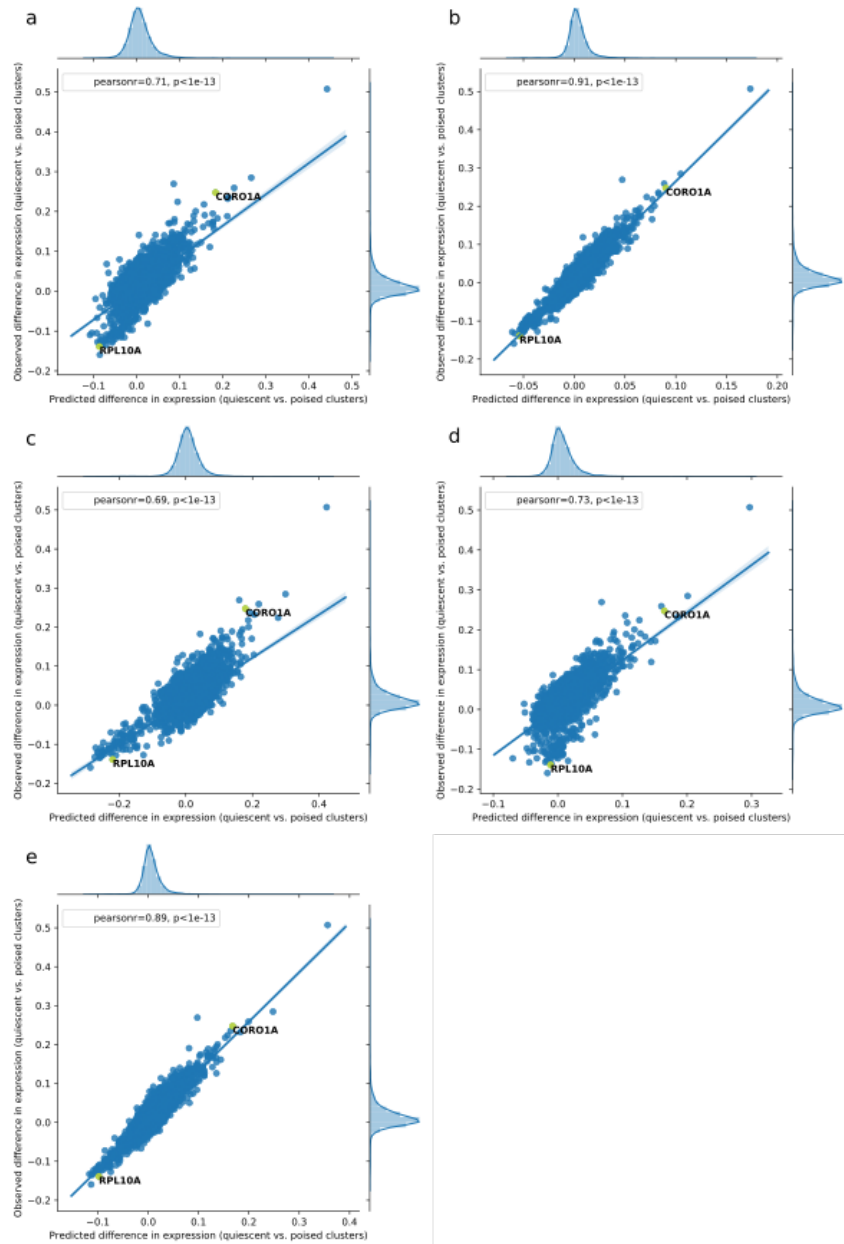 a
pearsonr=0.71, p<1e-13
Observed difference in expression (quiescent vs. poised clusters)
0.5
0.4
0.3
0.2
0.1
0.0
−0.1
−0.2
CORO1A
RPL10A
−0.1 0.0 0.1 0.2 0.3 0.4 0.5
Predicted difference in expression (quiescent vs. poised clusters)
b
pearsonr=0.91, p<1e-13
Observed difference in expression (quiescent vs. poised clusters)
0.5
0.4
0.3
0.2
0.1
0.0
−0.1
−0.2
CORO1A
RPL10A
−0.05 0.00 0.05 0.10 0.15 0.20
Predicted difference in expression (quiescent vs. poised clusters)
c
pearsonr=0.69, p<1e-13
Observed difference in expression (quiescent vs. poised clusters)
0.5
0.4
0.3
0.2
0.1
0.0
−0.1
−0.2
CORO1A
RPL10A
−0.2 0.0 0.2 0.4
Predicted difference in expression (quiescent vs. poised clusters)
d
pearsonr=0.73, p<1e-13
Observed difference in expression (quiescent vs. poised clusters)
0.5
0.4
0.3
0.2
0.1
0.0
−0.1
−0.2
CORO1A
RPL10A
−0.1 0.0 0.1 0.2 0.3
Predicted difference in expression (quiescent vs. poised clusters)
e
pearsonr=0.89, p<1e-13
Observed difference in expression (quiescent vs. poised clusters)
0.5
0.4
0.3
0.2
0.1
0.0
−0.1
−0.2
CORO1A
RPL10A
−0.1 0.0 0.1 0.2 0.3 0.4
Predicted difference in expression (quiescent vs. poised clusters)